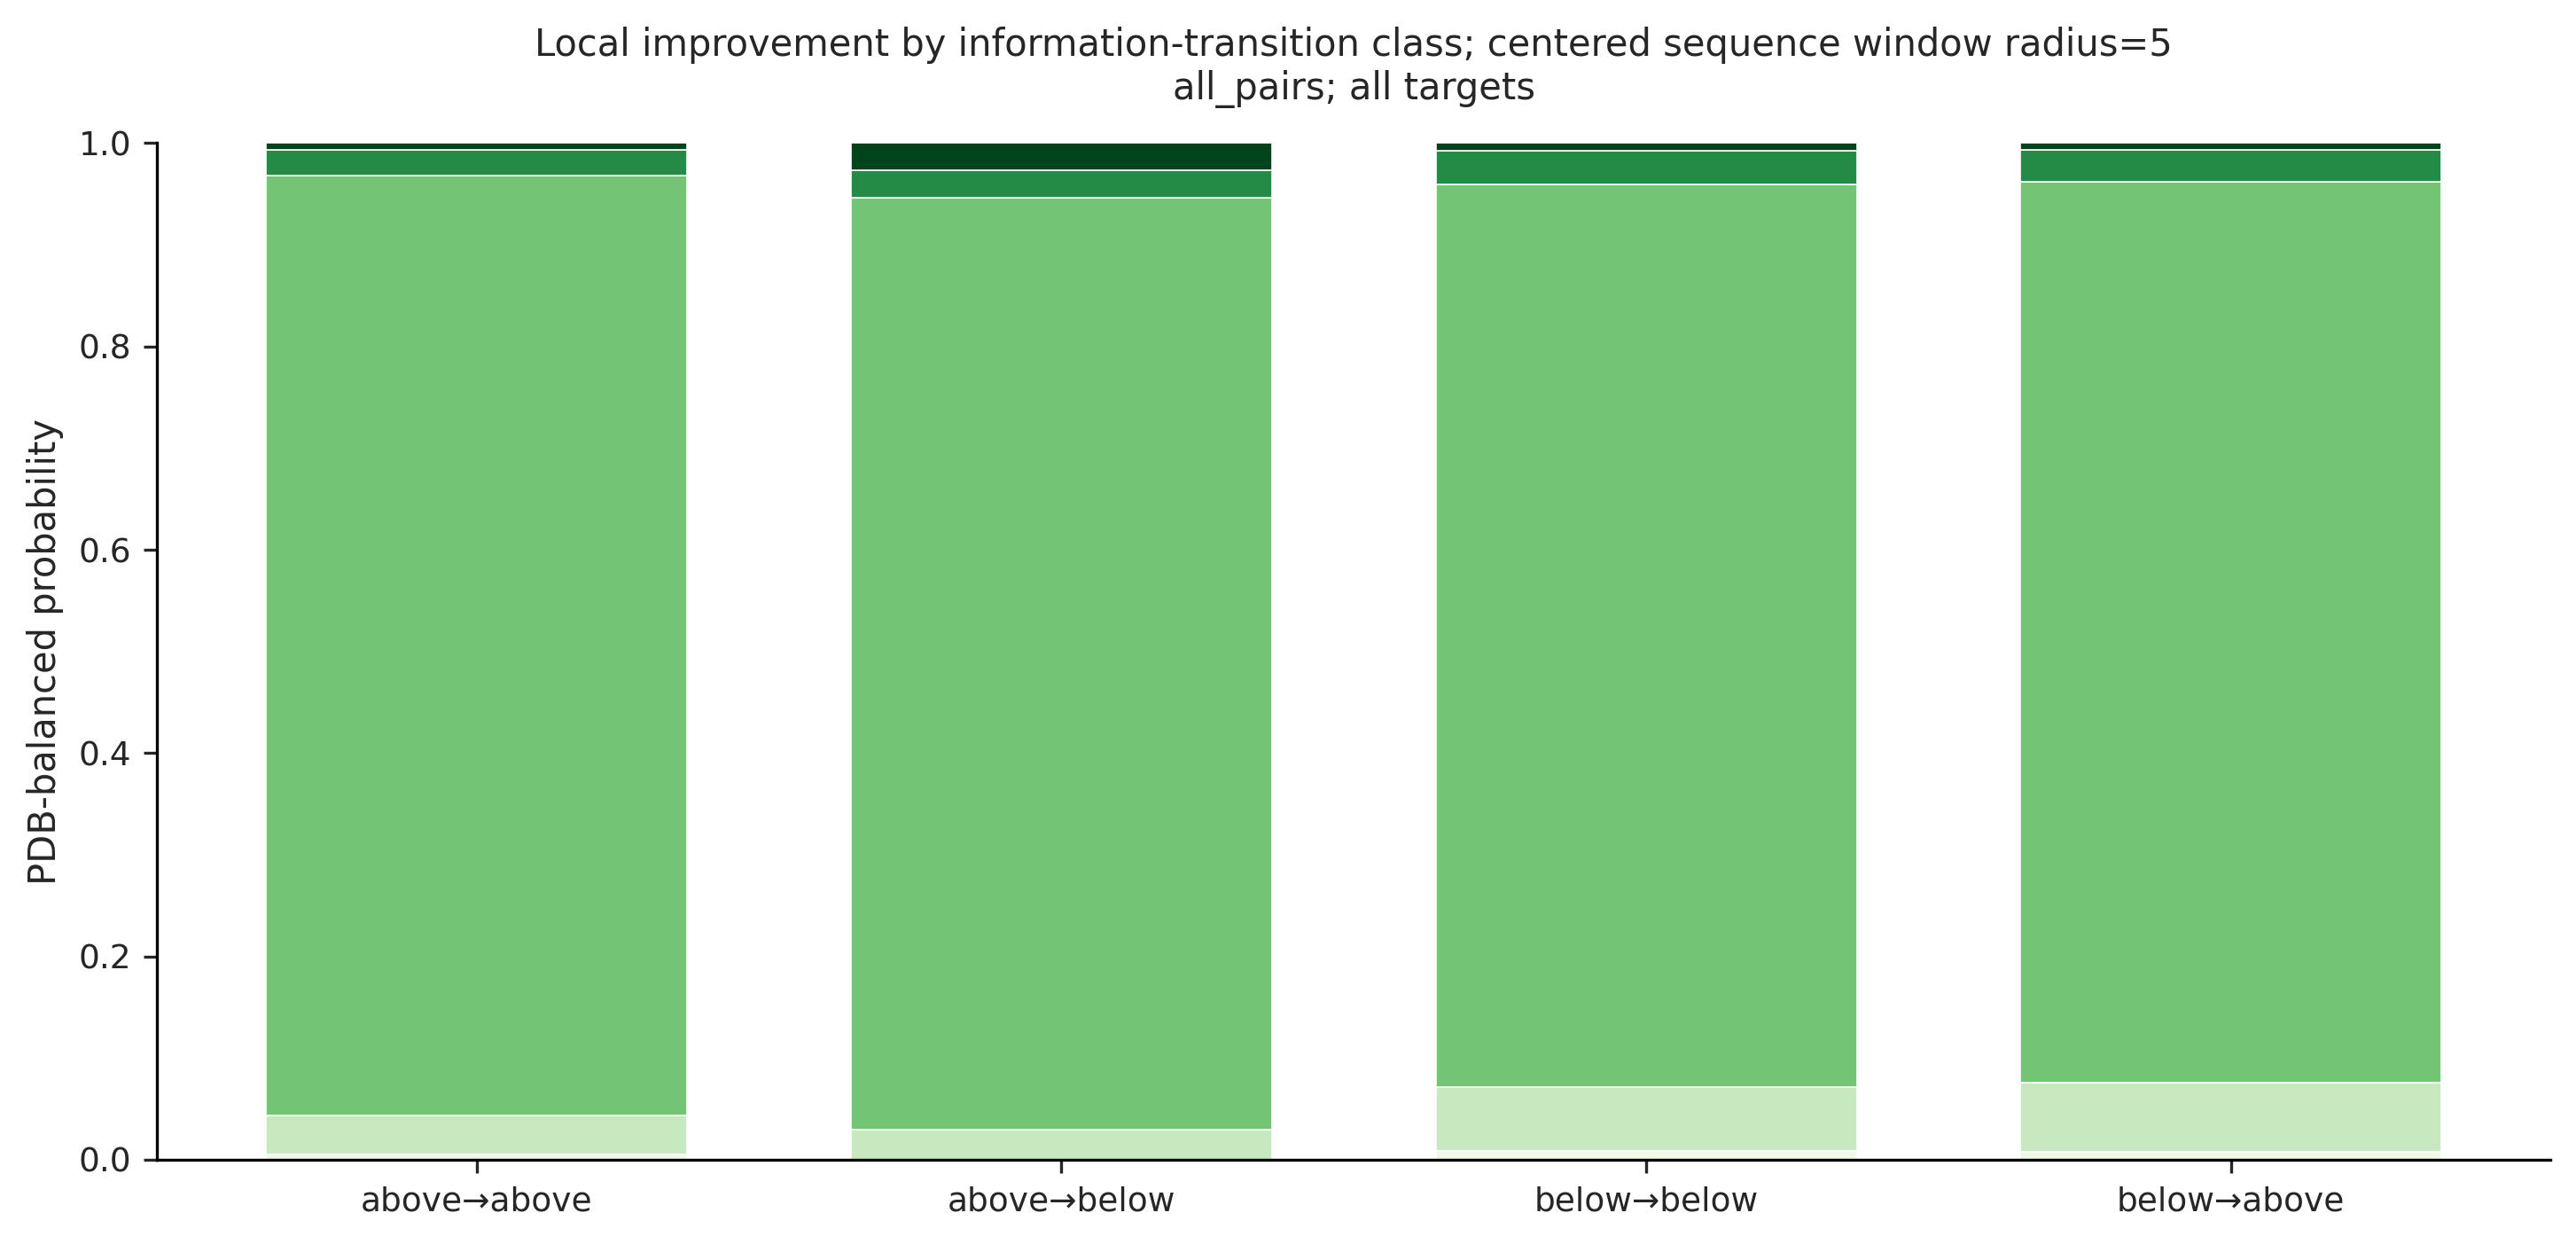 Local improvement by information-transition class; centered sequence window radius=5
all_pairs; all targets
PDB-balanced probability
1.0
0.8
0.6
0.4
0.2
0.0
above→above
above→below
below→below
below→above